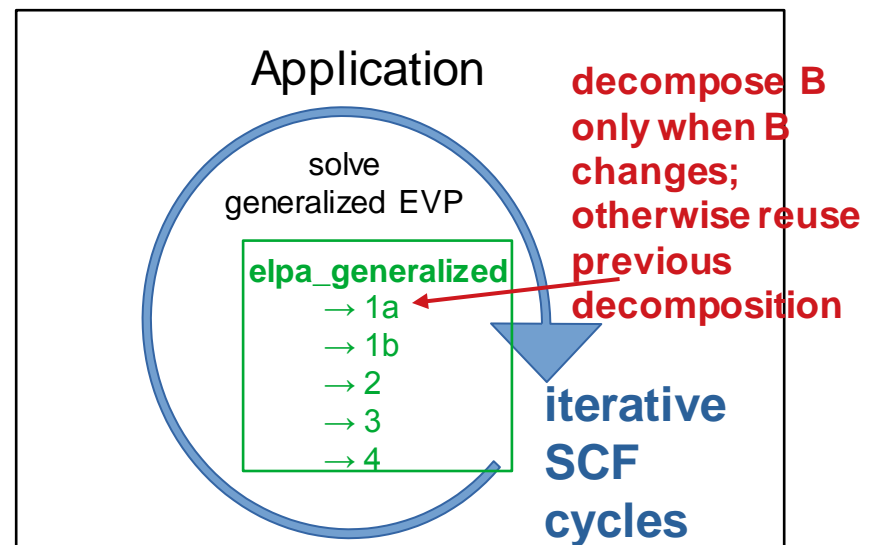 Application
solve
generalized EVP
elpa_generalized
→ 1a
→ 1b
→ 2
→ 3
→ 4
decompose B
only when B
changes;
otherwise reuse
previous
decomposition
iterative
SCF
cycles